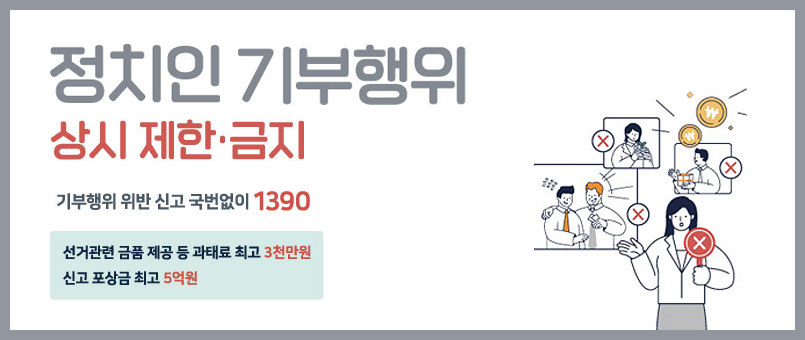 정치인 기부행위
상시 제한·금지
기부행위 위반 신고 국번없이 1390
선거관련 금품 제공 등 과태료 최고 3천만원
신고 포상금 최고 5억원